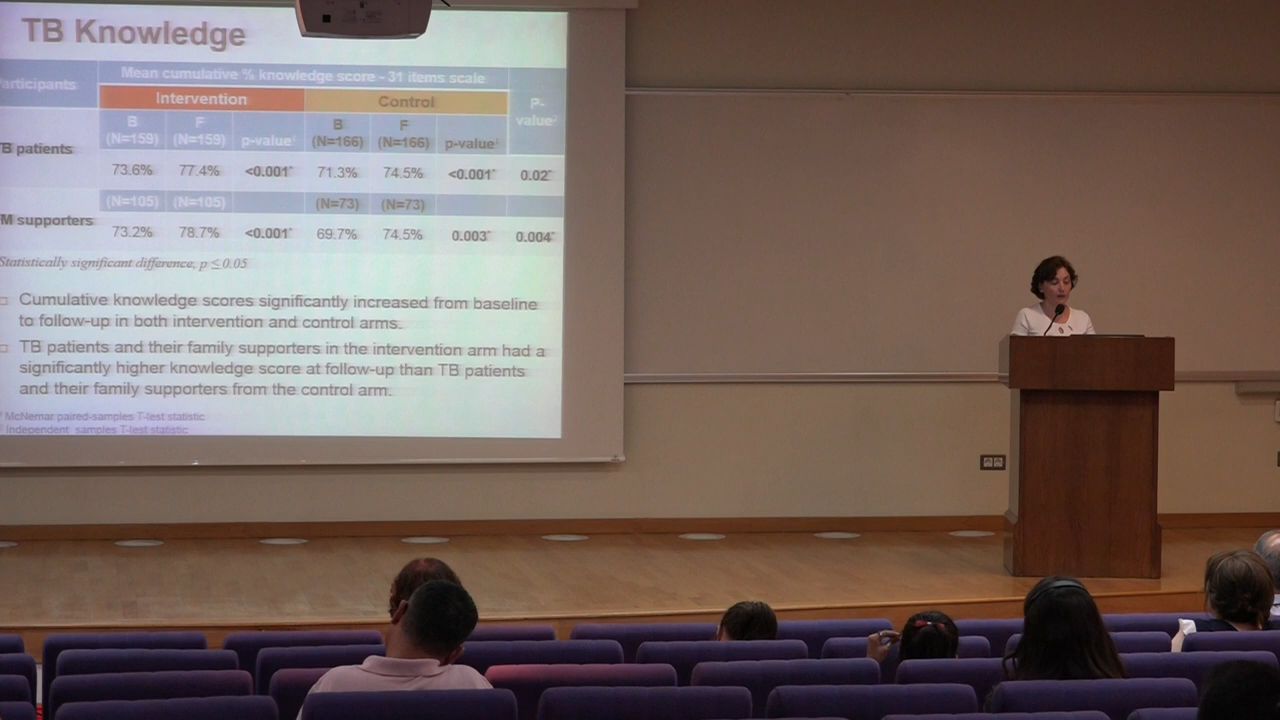 TB Knowledge
articipants
Mean cumulative % knowledge score - 31 items scale
P-value²
Intervention Control
B (N=159) F (N=159) p-value¹ B (N=166) F (N=166) p-value¹
B patients
73.6% 77.4% <0.001* 71.3% 74.5% <0.001* 0.02*
(N=105) (N=105) (N=73) (N=73)
M supporters
73.2% 78.7% <0.001* 69.7% 74.5% 0.003* 0.004*
Statistically significant difference, p ≤0.05
Cumulative knowledge scores significantly increased from baseline
to follow-up in both intervention and control arms.
TB patients and their family supporters in the intervention arm had a
significantly higher knowledge score at follow-up than TB patients
and their family supporters from the control arm.
McNemar paired-samples T-test statistic
Independent samples T-test statistic